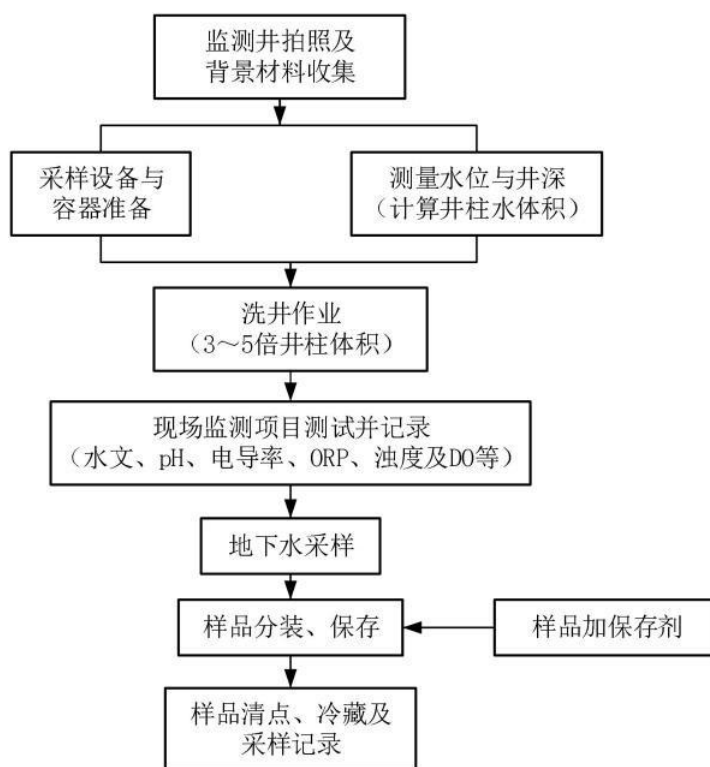 监测井拍照及
背景材料收集
采样设备与
容器准备
测量水位与井深
（计算井柱水体积）
洗井作业
（3～5倍井柱体积）
现场监测项目测试并记录
（水文、pH、电导率、ORP、浊度及DO等）
地下水采样
样品分装、保存
样品加保存剂
样品清点、冷藏及
采样记录